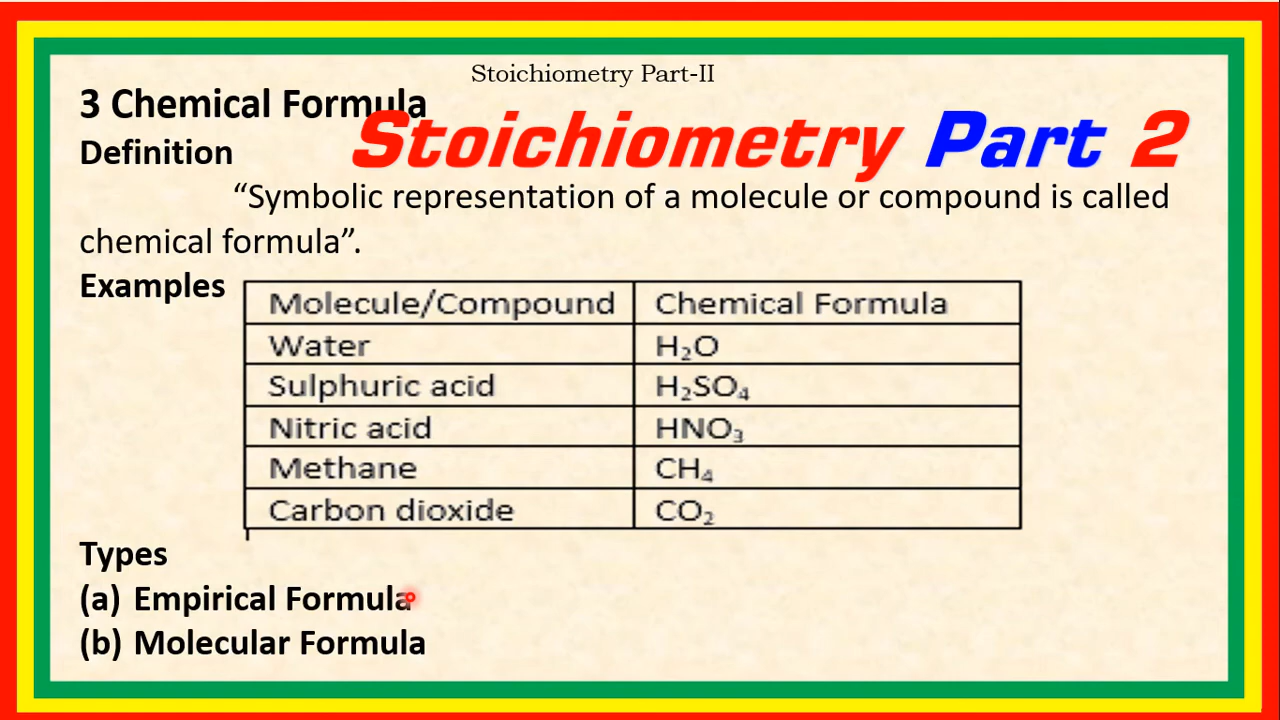 Stoichiometry Part-II
3 Chemical Formula
Stoichiometry Part 2
Definition
“Symbolic representation of a molecule or compound is called
chemical formula”.
Examples
Molecule/Compound Chemical Formula
Water H₂O
Sulphuric acid H₂SO₄
Nitric acid HNO₃
Methane CH₄
Carbon dioxide CO₂
Types
(a) Empirical Formula
(b) Molecular Formula